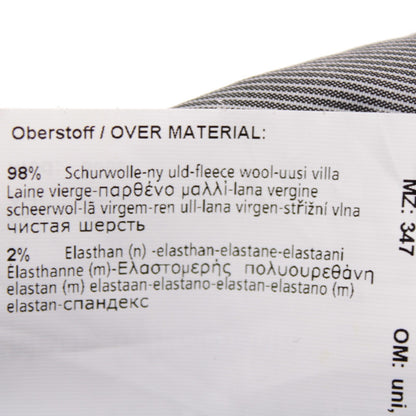 Oberstoff / OVER MATERIAL:
98% Schurwolle-ny uld-fleece wool-uusi villa
Laine vierge-παρθένο μαλλί-lana vergine
scheerwol-lã virgem-ren ull-lana virgen-střižní vlna
чистая шерсть
2% Elasthan (n) -elasthan-elastane-elastaani
Élasthanne (m)-Ελαστομερής πολυουρεθάνη
elastan (m) elastaan-elastano-elastan-elastano (m)
elastan-спандекс
MZ: 347
OM: uni,